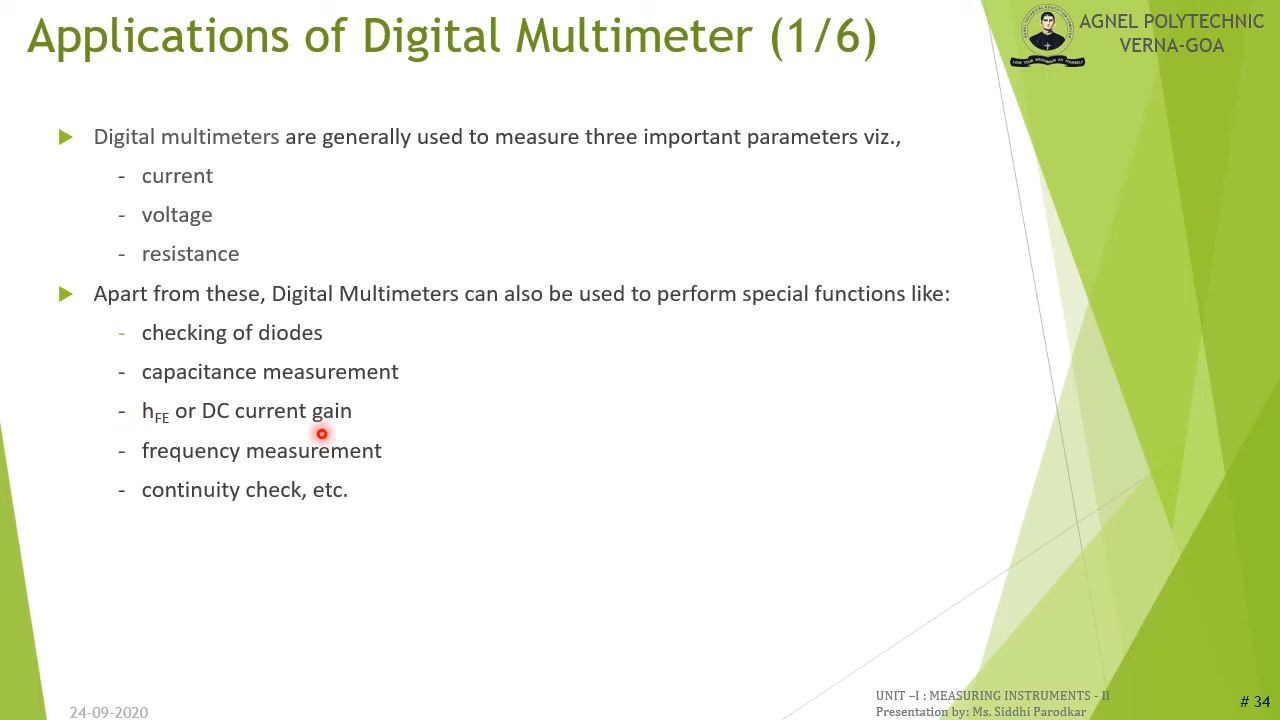 Applications of Digital Multimeter (1/6)
AGNEL POLYTECHNIC
VERNA-GOA
Digital multimeters are generally used to measure three important parameters viz.,
- current
- voltage
- resistance
Apart from these, Digital Multimeters can also be used to perform special functions like:
- checking of diodes
- capacitance measurement
- hFE or DC current gain
- frequency measurement
- continuity check, etc.
24-09-2020
UNIT –I : MEASURING INSTRUMENTS - II
Presentation by: Ms. Siddhi Parodkar
# 34